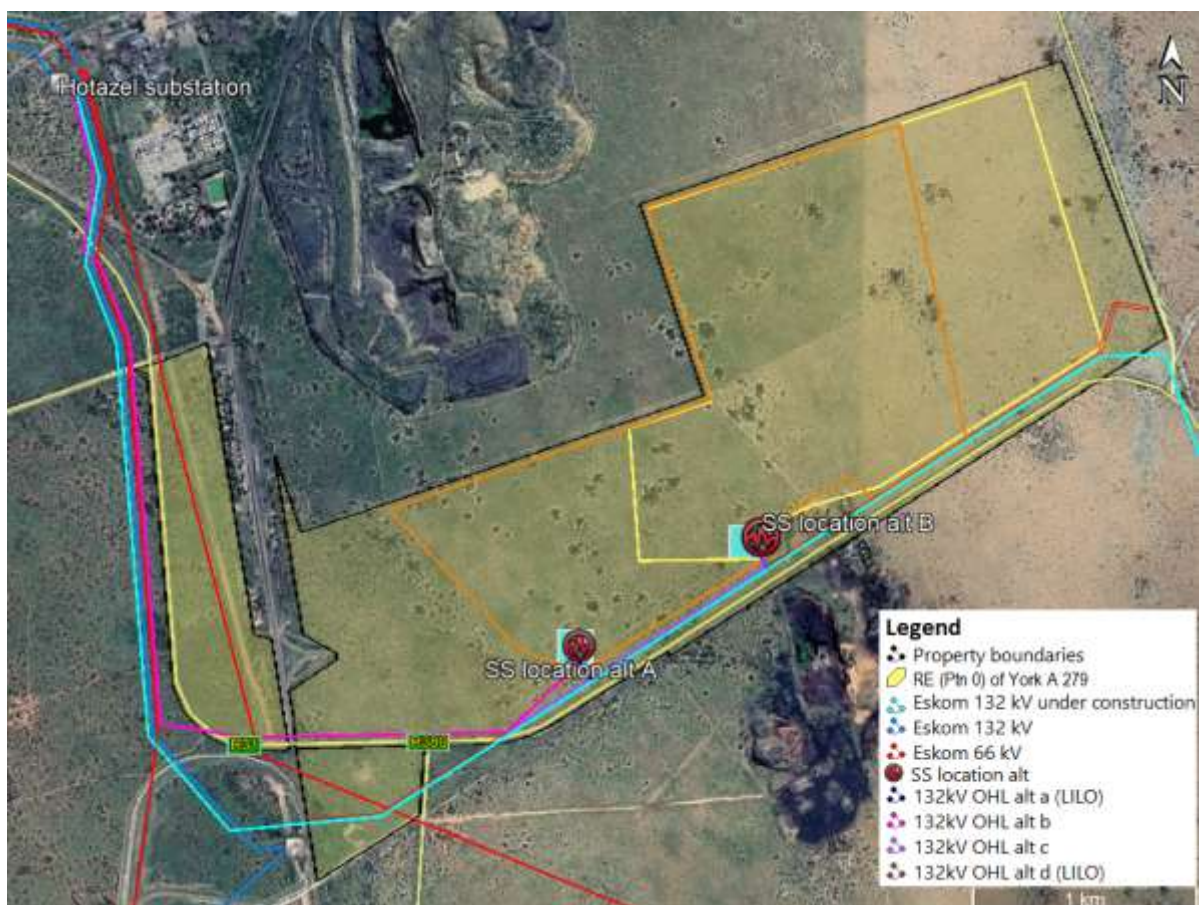 Hotazel substation
N
SS location alt B
SS location alt A
Legend
Property boundaries
RE (Ptn 0) of York A 279
Eskom 132 kV under construction
Eskom 132 kV
Eskom 66 kV
SS location alt
132kV OHL alt a (LILO)
132kV OHL alt b
132kV OHL alt c
132kV OHL alt d (LILO)
1 km